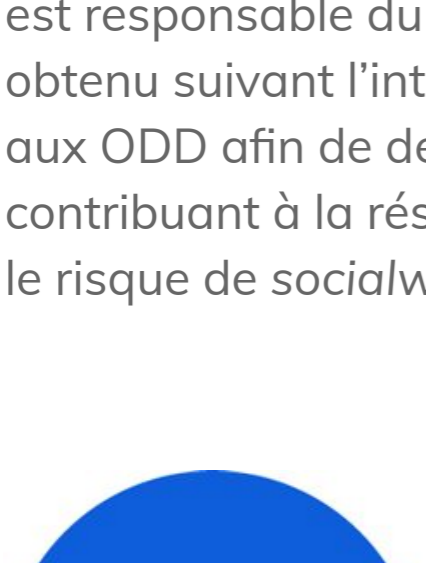 est responsable du
obtenu suivant l’int
aux ODD afin de de
contribuant à la rés
le risque de socialw